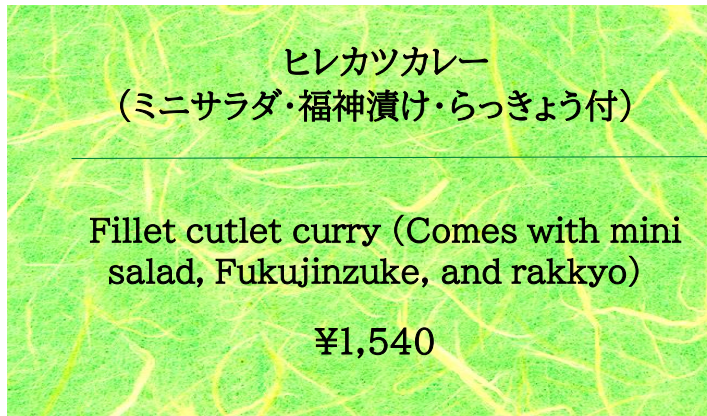 ヒレカツカレー
（ミニサラダ・福神漬け・らっきょう付）
Fillet cutlet curry (Comes with mini
salad, Fukujinzuke, and rakkyo)
¥1,540